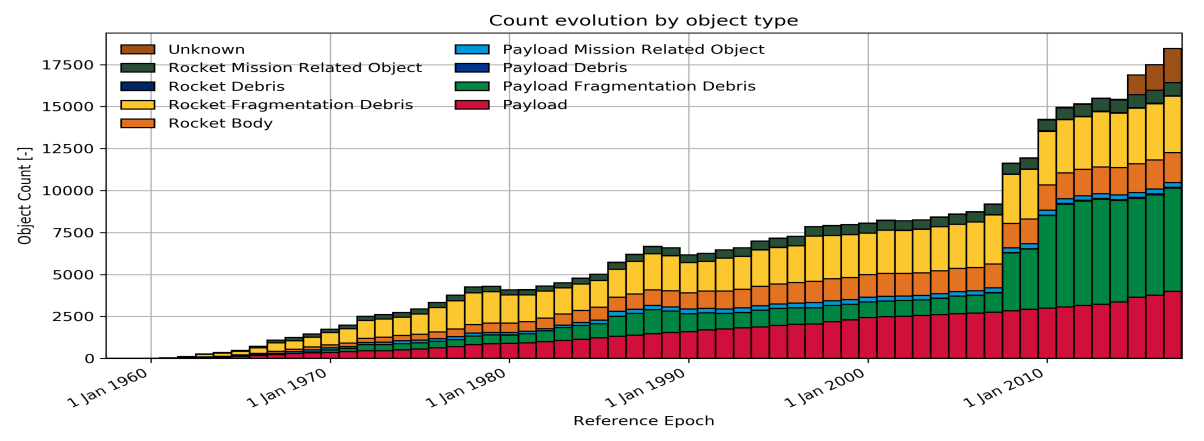 Count evolution by object type
Unknown
Rocket Mission Related Object
Rocket Debris
Rocket Fragmentation Debris
Rocket Body
Payload Mission Related Object
Payload Debris
Payload Fragmentation Debris
Payload
Object Count [-]
17500
15000
12500
10000
7500
5000
2500
0
1 Jan 1960
1 Jan 1970
1 Jan 1980
1 Jan 1990
1 Jan 2000
1 Jan 2010
Reference Epoch